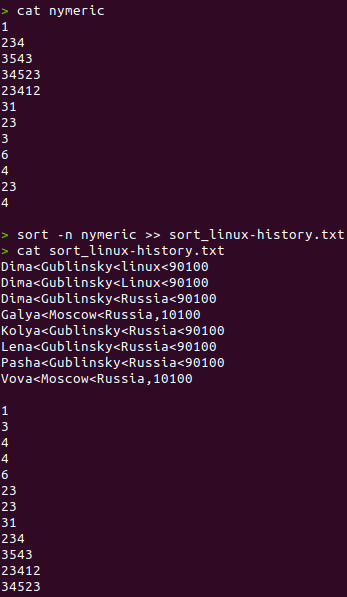 > cat nymeric
1
234
3543
34523
23412
31
23
3
6
4
23
4
> sort -n nymeric >> sort_linux-history.txt
> cat sort_linux-history.txt
Dima<Gublinsky<linux<90100
Dima<Gublinsky<Linux<90100
Dima<Gublinsky<Russia<90100
Galya<Moscow<Russia,10100
Kolya<Gublinsky<Russia<90100
Lena<Gublinsky<Russia<90100
Pasha<Gublinsky<Russia<90100
Vova<Moscow<Russia,10100
1
3
4
4
6
23
23
31
234
3543
23412
34523